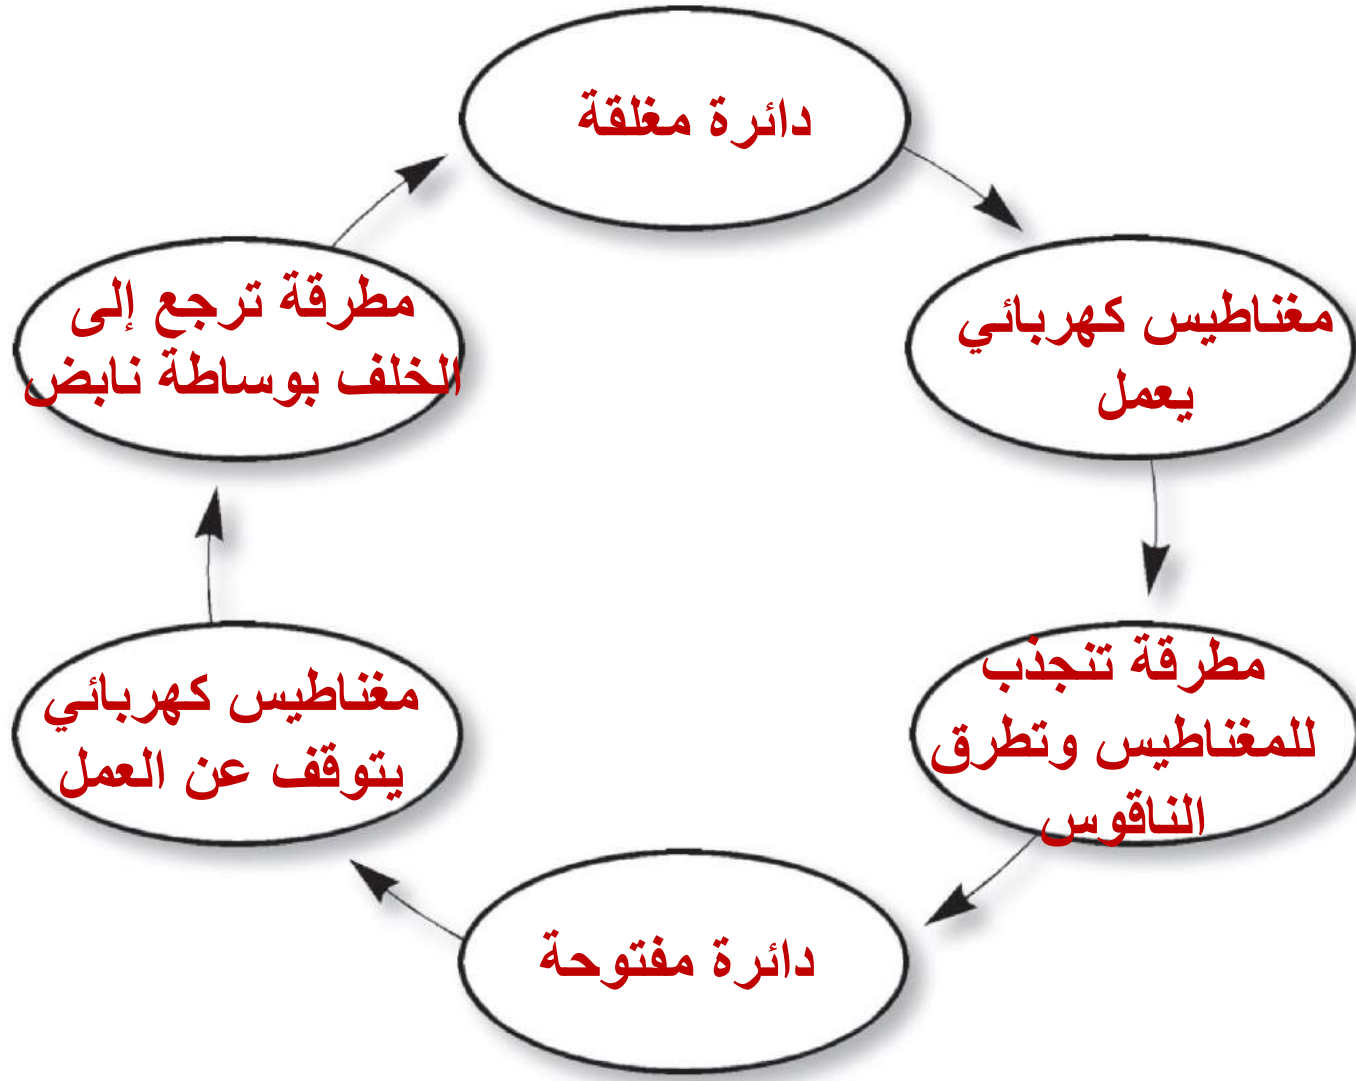 دائرة مغلقة
مغناطيس كهربائي
يعمل
مطرقة تنجذب
للمغناطيس وتطرق
الناقوس
دائرة مفتوحة
مغناطيس كهربائي
يتوقف عن العمل
مطرقة ترجع إلى
الخلف بوساطة نابض